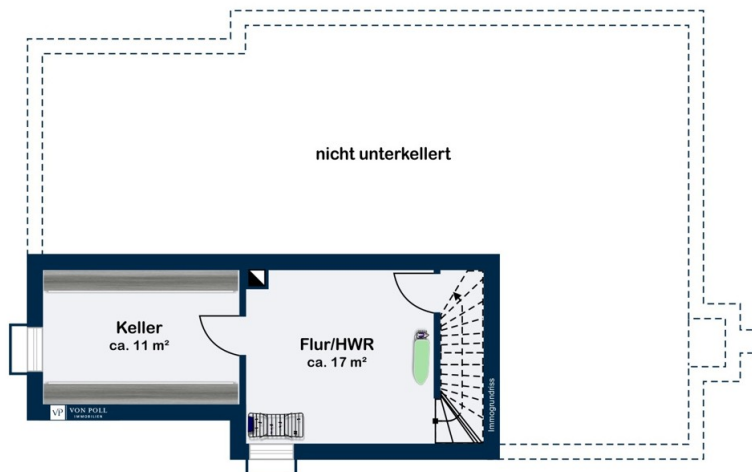 nicht unterkellert
Keller
ca. 11 m²
Flur/HWR
ca. 17 m²
Immogrundriss
VP VON POLL
IMMOBILIEN